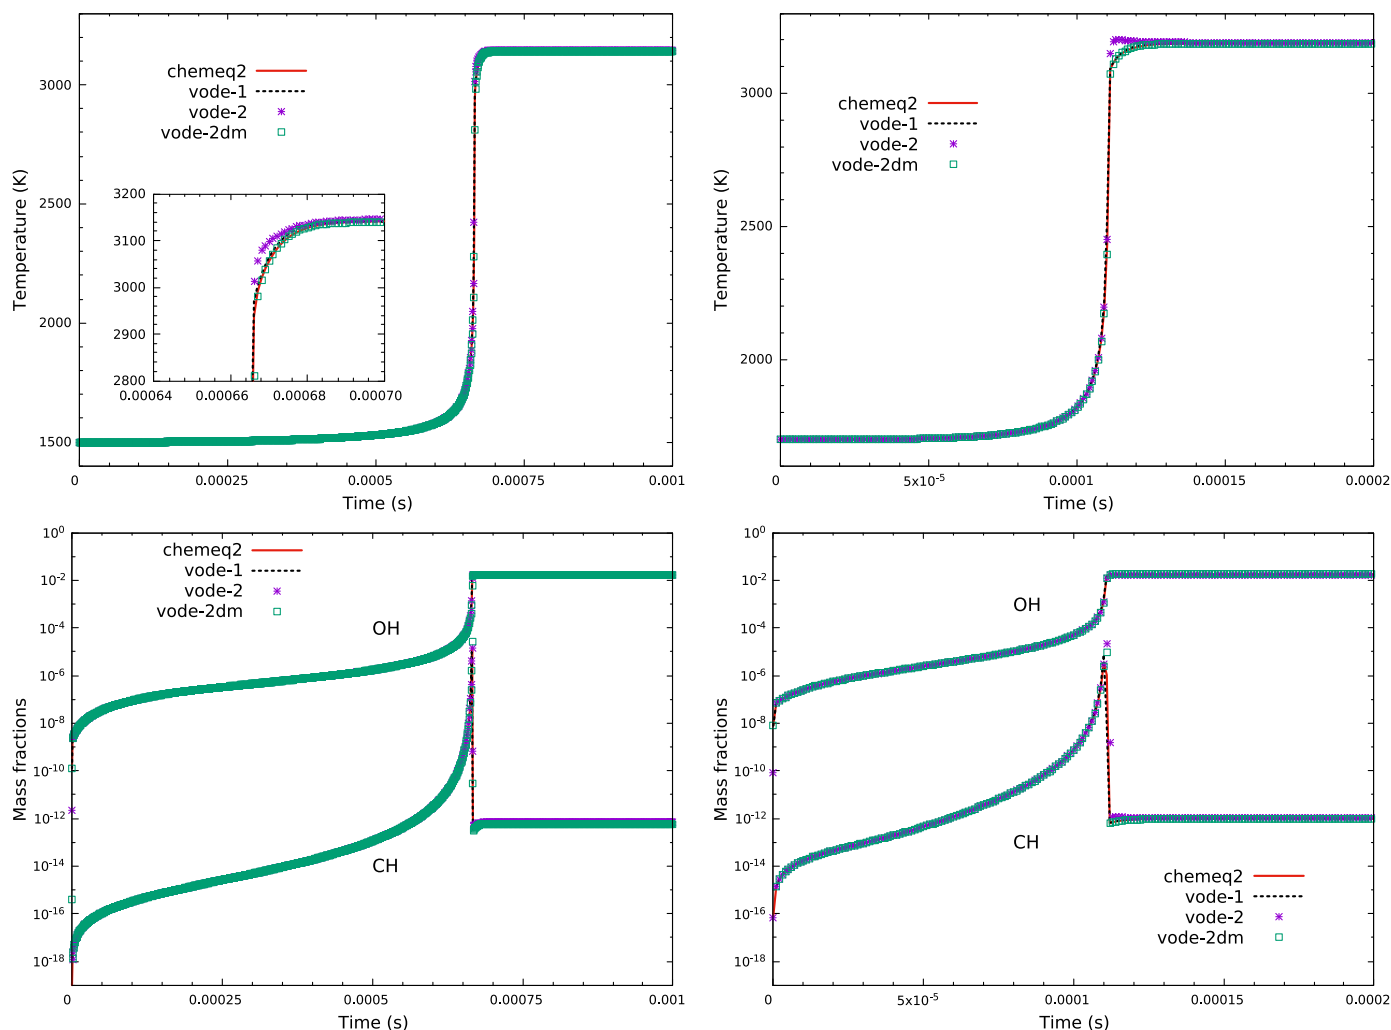 3000
2500
2000
1500
Temperature (K)
chemeq2
vode-1
vode-2
vode-2dm
3200
3100
3000
2900
2800
0.00064
0.00066
0.00068
0.00070
0
0.00025
0.0005
0.00075
0.001
Time (s)
3000
2500
2000
Temperature (K)
chemeq2
vode-1
vode-2
vode-2dm
0
5x10⁻⁵
0.0001
0.00015
0.0002
Time (s)
10⁰
10⁻²
10⁻⁴
10⁻⁶
10⁻⁸
10⁻¹⁰
10⁻¹²
10⁻¹⁴
10⁻¹⁶
10⁻¹⁸
Mass fractions
chemeq2
vode-1
vode-2
vode-2dm
OH
CH
0
0.00025
0.0005
0.00075
0.001
Time (s)
10⁰
10⁻²
10⁻⁴
10⁻⁶
10⁻⁸
10⁻¹⁰
10⁻¹²
10⁻¹⁴
10⁻¹⁶
10⁻¹⁸
Mass fractions
OH
CH
chemeq2
vode-1
vode-2
vode-2dm
0
5x10⁻⁵
0.0001
0.00015
0.0002
Time (s)